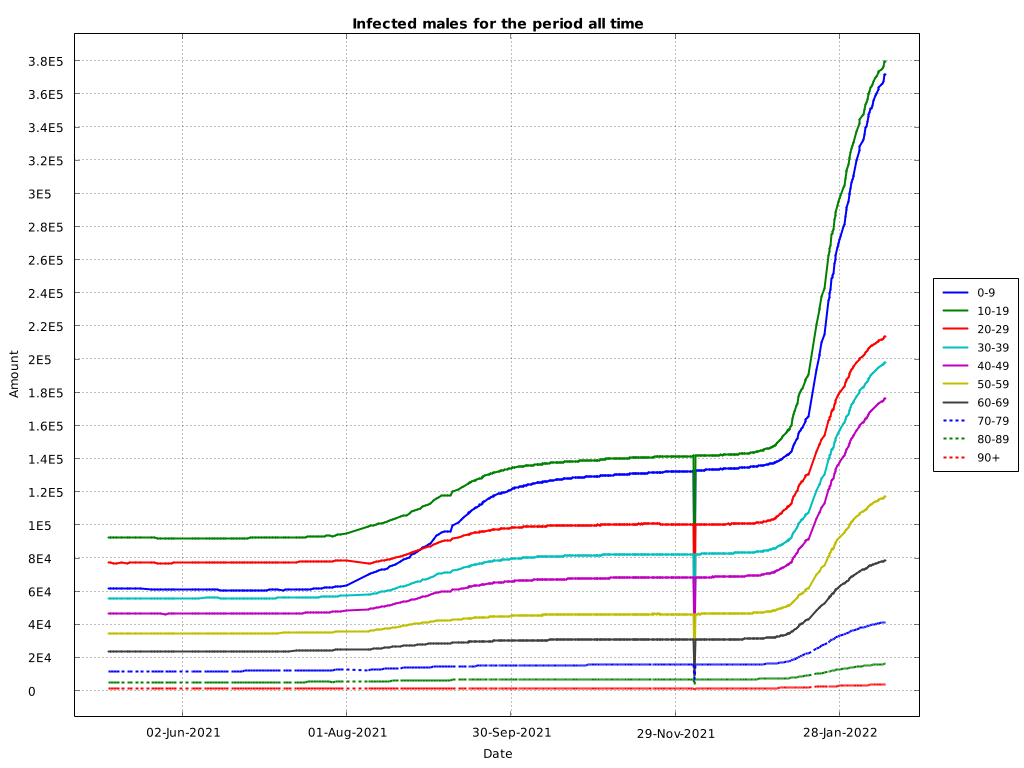 Infected males for the period all time
3.8E5
3.6E5
3.4E5
3.2E5
3E5
2.8E5
2.6E5
2.4E5
2.2E5
2E5
1.8E5
1.6E5
1.4E5
1.2E5
1E5
8E4
6E4
4E4
2E4
0
Amount
02-Jun-2021 01-Aug-2021 30-Sep-2021 29-Nov-2021 28-Jan-2022
Date
0-9
10-19
20-29
30-39
40-49
50-59
60-69
70-79
80-89
90+